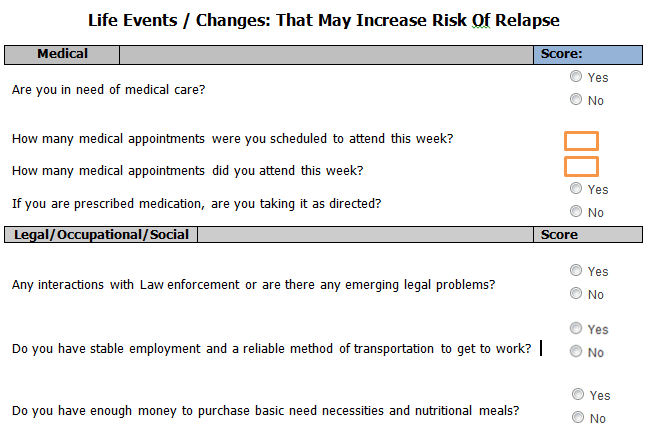 Life Events / Changes: That May Increase Risk Of Relapse
Medical Score:
Are you in need of medical care?
Yes
No
How many medical appointments were you scheduled to attend this week?
How many medical appointments did you attend this week?
If you are prescribed medication, are you taking it as directed?
Yes
No
Legal/Occupational/Social Score
Any interactions with Law enforcement or are there any emerging legal problems?
Yes
No
Do you have stable employment and a reliable method of transportation to get to work?
Yes
No
Do you have enough money to purchase basic need necessities and nutritional meals?
Yes
No